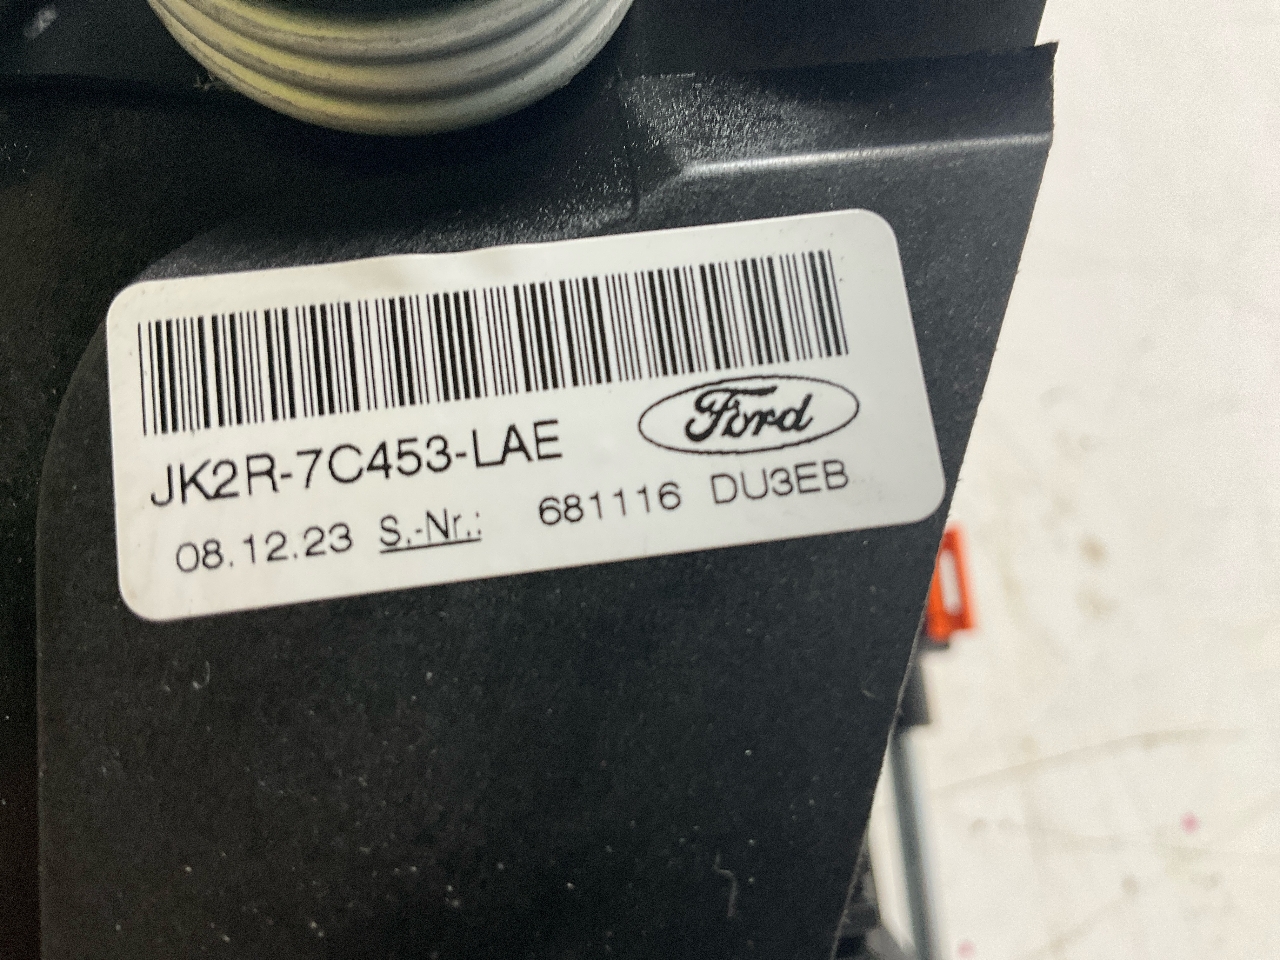 Ford
JK2R-7C453-LAE
08.12.23 S.-Nr.: 681116 DU3EB